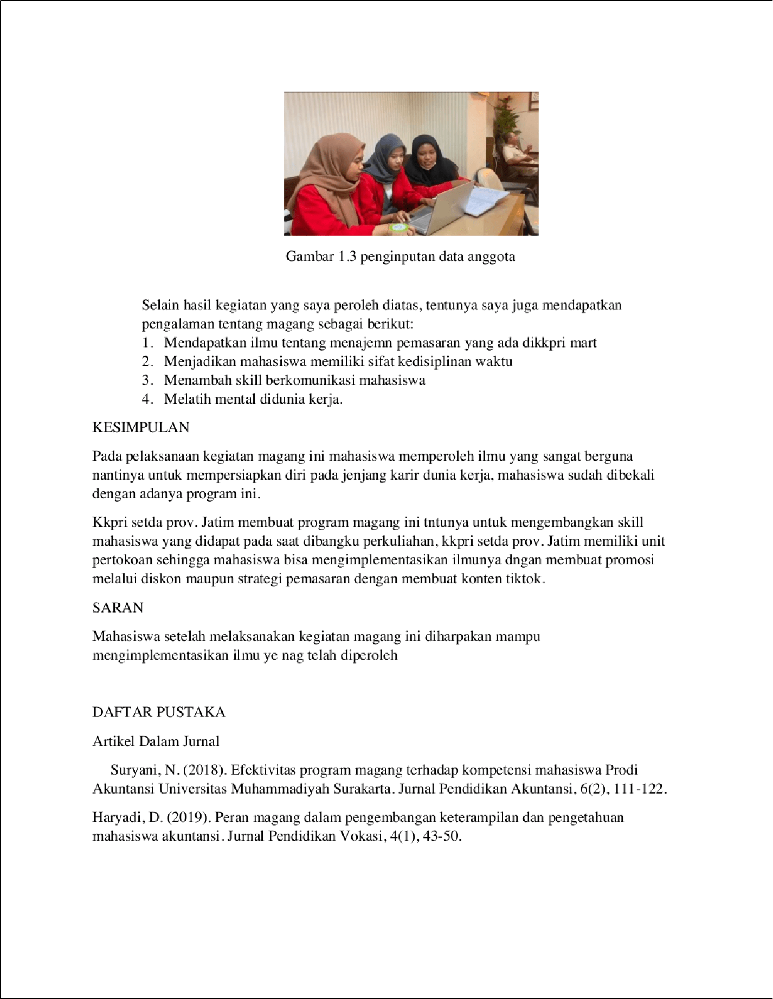 Gambar 1.3 penginputan data anggota
Selain hasil kegiatan yang saya peroleh diatas, tentunya saya juga mendapatkan
pengalaman tentang magang sebagai berikut:
1. Mendapatkan ilmu tentang menajemn pemasaran yang ada dikkpri mart
2. Menjadikan mahasiswa memiliki sifat kedisiplinan waktu
3. Menambah skill berkomunikasi mahasiswa
4. Melatih mental didunia kerja.
KESIMPULAN
Pada pelaksanaan kegiatan magang ini mahasiswa memperoleh ilmu yang sangat berguna
nantinya untuk mempersiapkan diri pada jenjang karir dunia kerja, mahasiswa sudah dibekali
dengan adanya program ini.
Kkpri setda prov. Jatim membuat program magang ini tntunya untuk mengembangkan skill
mahasiswa yang didapat pada saat dibangku perkuliahan, kkpri setda prov. Jatim memiliki unit
pertokoan sehingga mahasiswa bisa mengimplementasikan ilmunya dngan membuat promosi
melalui diskon maupun strategi pemasaran dengan membuat konten tiktok.
SARAN
Mahasiswa setelah melaksanakan kegiatan magang ini diharpakan mampu
mengimplementasikan ilmu ye nag telah diperoleh
DAFTAR PUSTAKA
Artikel Dalam Jurnal
Suryani, N. (2018). Efektivitas program magang terhadap kompetensi mahasiswa Prodi
Akuntansi Universitas Muhammadiyah Surakarta. Jurnal Pendidikan Akuntansi, 6(2), 111-122.
Haryadi, D. (2019). Peran magang dalam pengembangan keterampilan dan pengetahuan
mahasiswa akuntansi. Jurnal Pendidikan Vokasi, 4(1), 43-50.